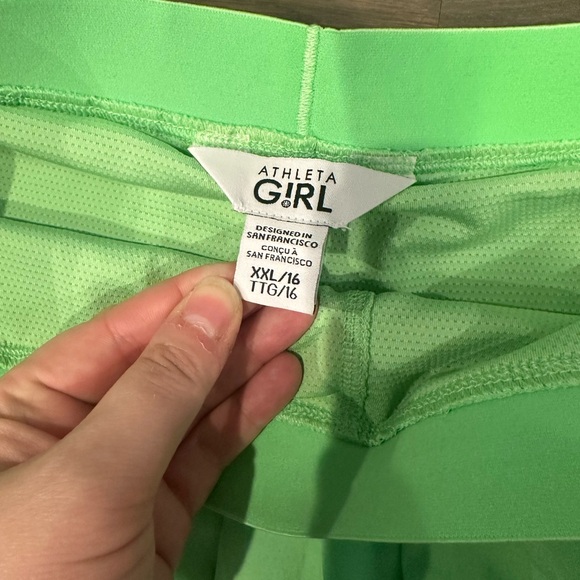 ATHLETA
GIRL
DESIGNED IN
SAN FRANCISCO
CONÇU À
SAN FRANCISCO
XXL/16
TTG/16